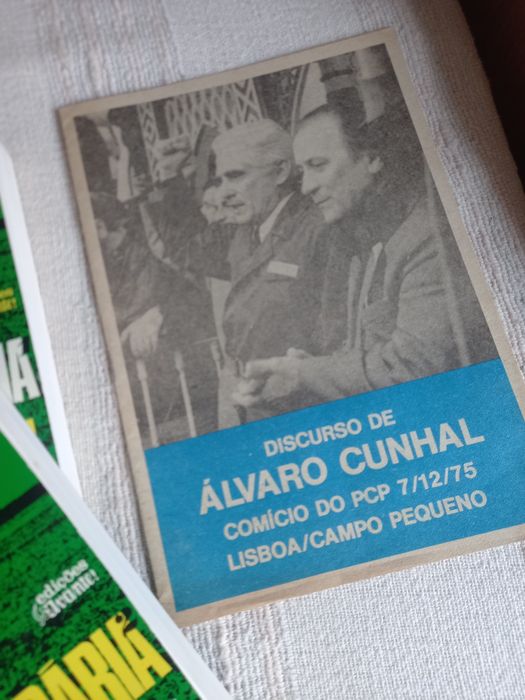 DISCURSO DE
ÁLVARO CUNHAL
COMÍCIO DO PCP 7/12/75
LISBOA/CAMPO PEQUENO
edições
Avante!